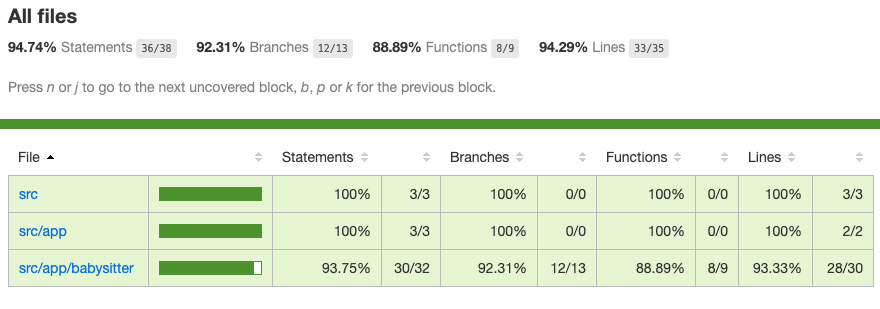 All files
94.74% Statements 36/38 92.31% Branches 12/13 88.89% Functions 8/9 94.29% Lines 33/35
Press n or j to go to the next uncovered block, b, p or k for the previous block.
File Statements Branches Functions Lines
src 100% 3/3 100% 0/0 100% 0/0 100% 3/3
src/app 100% 3/3 100% 0/0 100% 0/0 100% 2/2
src/app/babysitter 93.75% 30/32 92.31% 12/13 88.89% 8/9 93.33% 28/30